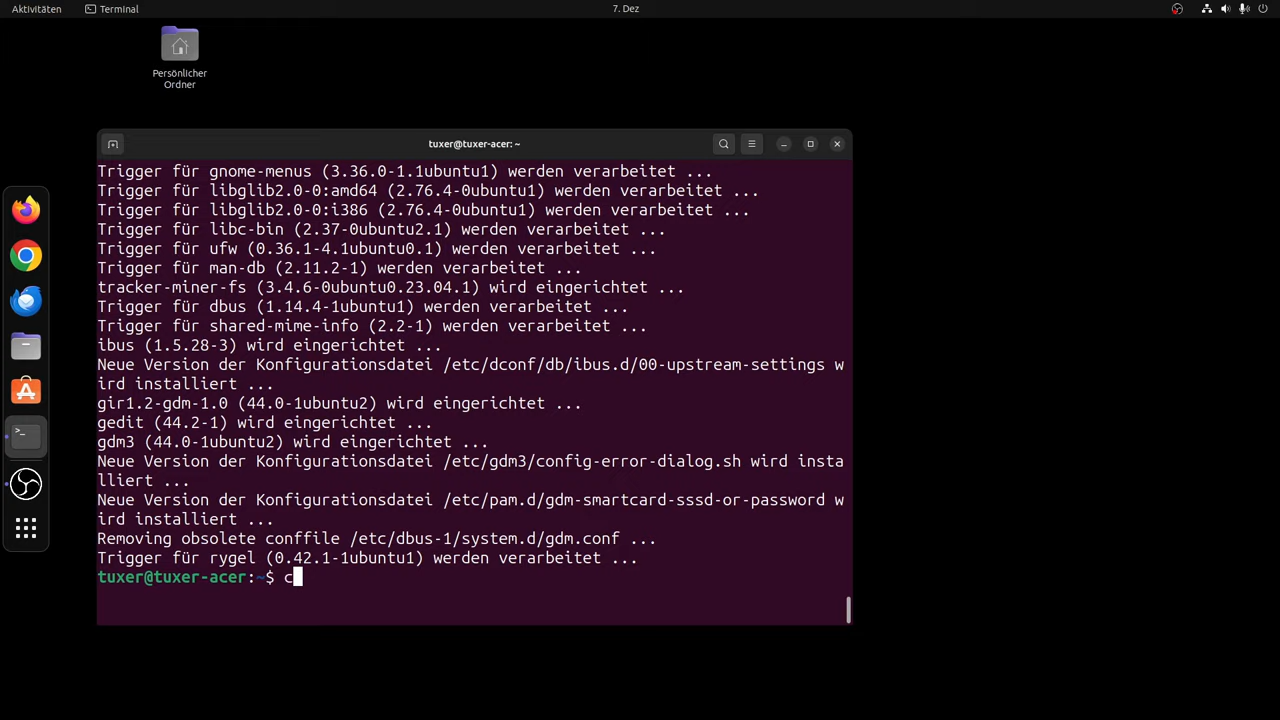 Aktivitäten
Terminal
7. Dez
Persönlicher
Ordner
tuxer@tuxer-acer: ~
Trigger für gnome-menus (3.36.0-1.1ubuntu1) werden verarbeitet ...
Trigger für libglib2.0-0:amd64 (2.76.4-0ubuntu1) werden verarbeitet ...
Trigger für libglib2.0-0:i386 (2.76.4-0ubuntu1) werden verarbeitet ...
Trigger für libc-bin (2.37-0ubuntu2.1) werden verarbeitet ...
Trigger für ufw (0.36.1-4.1ubuntu0.1) werden verarbeitet ...
Trigger für man-db (2.11.2-1) werden verarbeitet ...
tracker-miner-fs (3.4.6-0ubuntu0.23.04.1) wird eingerichtet ...
Trigger für dbus (1.14.4-1ubuntu1) werden verarbeitet ...
Trigger für shared-mime-info (2.2-1) werden verarbeitet ...
ibus (1.5.28-3) wird eingerichtet ...
Neue Version der Konfigurationsdatei /etc/dconf/db/ibus.d/00-upstream-settings w
ird installiert ...
gir1.2-gdm-1.0 (44.0-1ubuntu2) wird eingerichtet ...
gedit (44.2-1) wird eingerichtet ...
gdm3 (44.0-1ubuntu2) wird eingerichtet ...
Neue Version der Konfigurationsdatei /etc/gdm3/config-error-dialog.sh wird insta
lliert ...
Neue Version der Konfigurationsdatei /etc/pam.d/gdm-smartcard-sssd-or-password w
ird installiert ...
Removing obsolete conffile /etc/dbus-1/system.d/gdm.conf ...
Trigger für rygel (0.42.1-1ubuntu1) werden verarbeitet ...
tuxer@tuxer-acer:~$ c